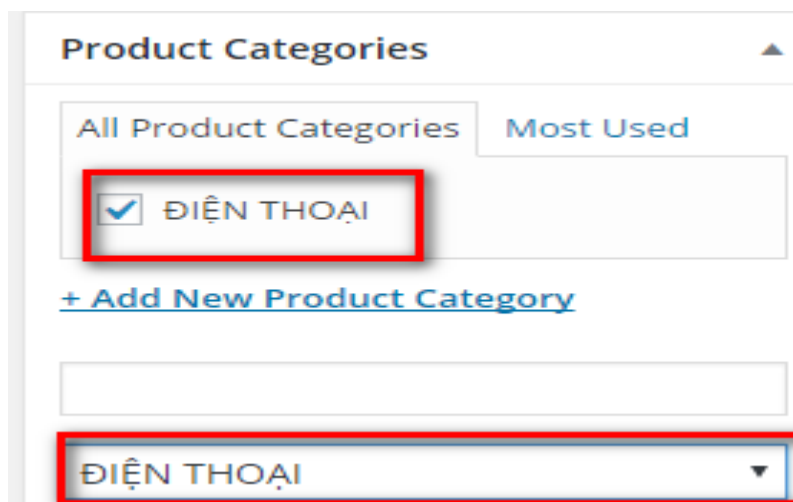 Product Categories
All Product Categories Most Used
ĐIỆN THOẠI
+ Add New Product Category
ĐIỆN THOẠI